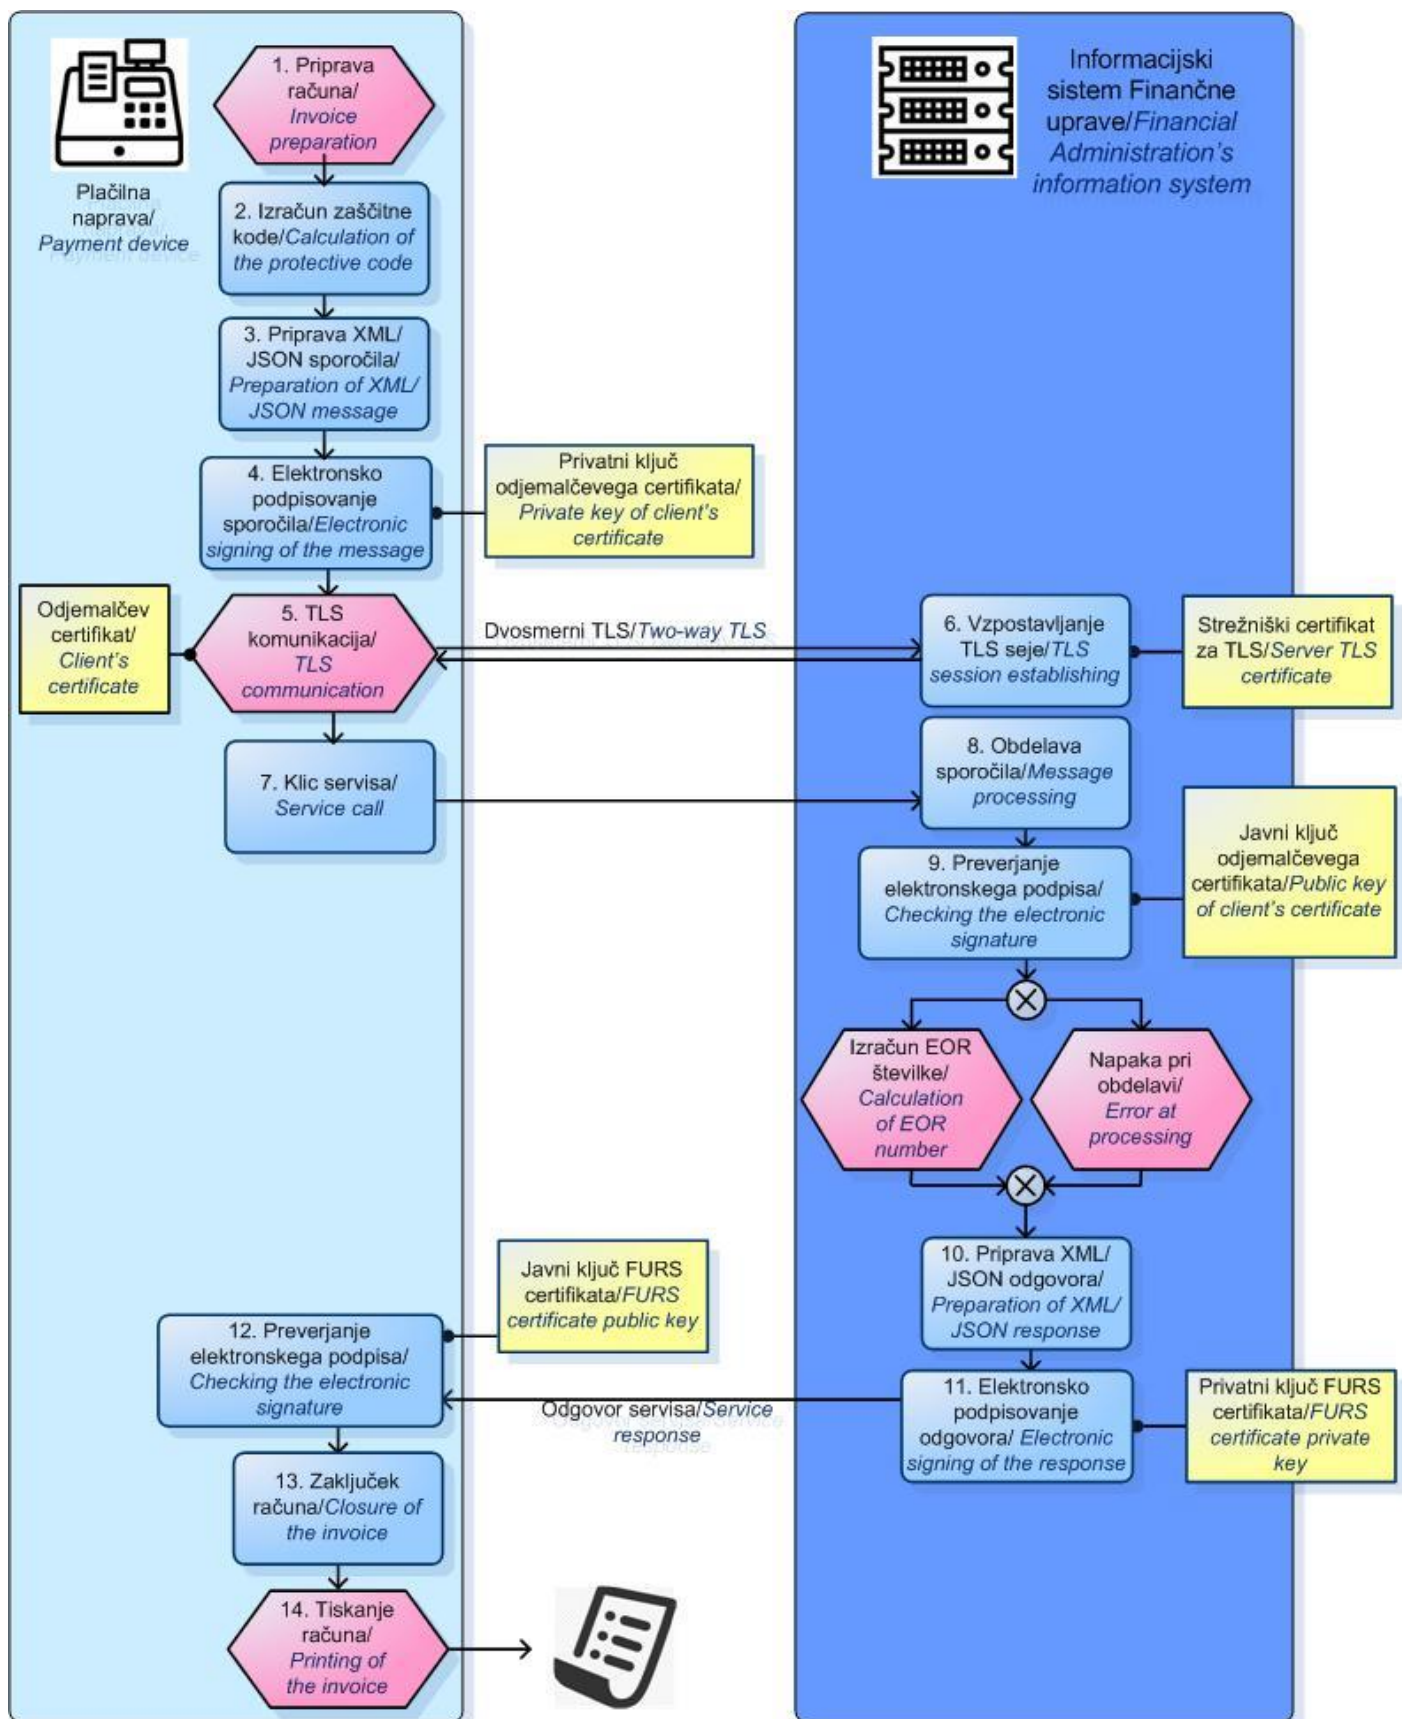 1. Priprava
računa/
Invoice
preparation
Plačilna
naprava/
Payment device
Informacijski
sistem Finančne
uprave/Financial
Administration's
information system
2. Izračun zaščitne
kode/Calculation of
the protective code
3. Priprava XML/
JSON sporočila/
Preparation of XML/
JSON message
4. Elektronsko
podpisovanje
sporočila/Electronic
signing of the message
Privatni ključ
odjemalčevega certifikata/
Private key of client's
certificate
Odjemalčev
certifikat/
Client's
certificate
5. TLS
komunikacija/
TLS
communication
Dvosmerni TLS/Two-way TLS
6. Vzpostavljanje
TLS seje/TLS
session establishing
Strežniški certifikat
za TLS/Server TLS
certificate
7. Klic servisa/
Service call
8. Obdelava
sporočila/Message
processing
9. Preverjanje
elektronskega podpisa/
Checking the electronic
signature
Javni ključ
odjemalčevega
certifikata/Public key
of client's certificate
Izračun EOR
številke/
Calculation
of EOR
number
Napaka pri
obdelavi/
Error at
processing
10. Priprava XML/
JSON odgovora/
Preparation of XML/
JSON response
Javni ključ FURS
certifikata/FURS
certificate public key
12. Preverjanje
elektronskega podpisa/
Checking the electronic
signature
Odgovor servisa/Service
response
11. Elektronsko
podpisovanje
odgovora/ Electronic
signing of the response
Privatni ključ FURS
certifikata/FURS
certificate private
key
13. Zaključek
računa/Closure of
the invoice
14. Tiskanje
računa/
Printing of
the invoice